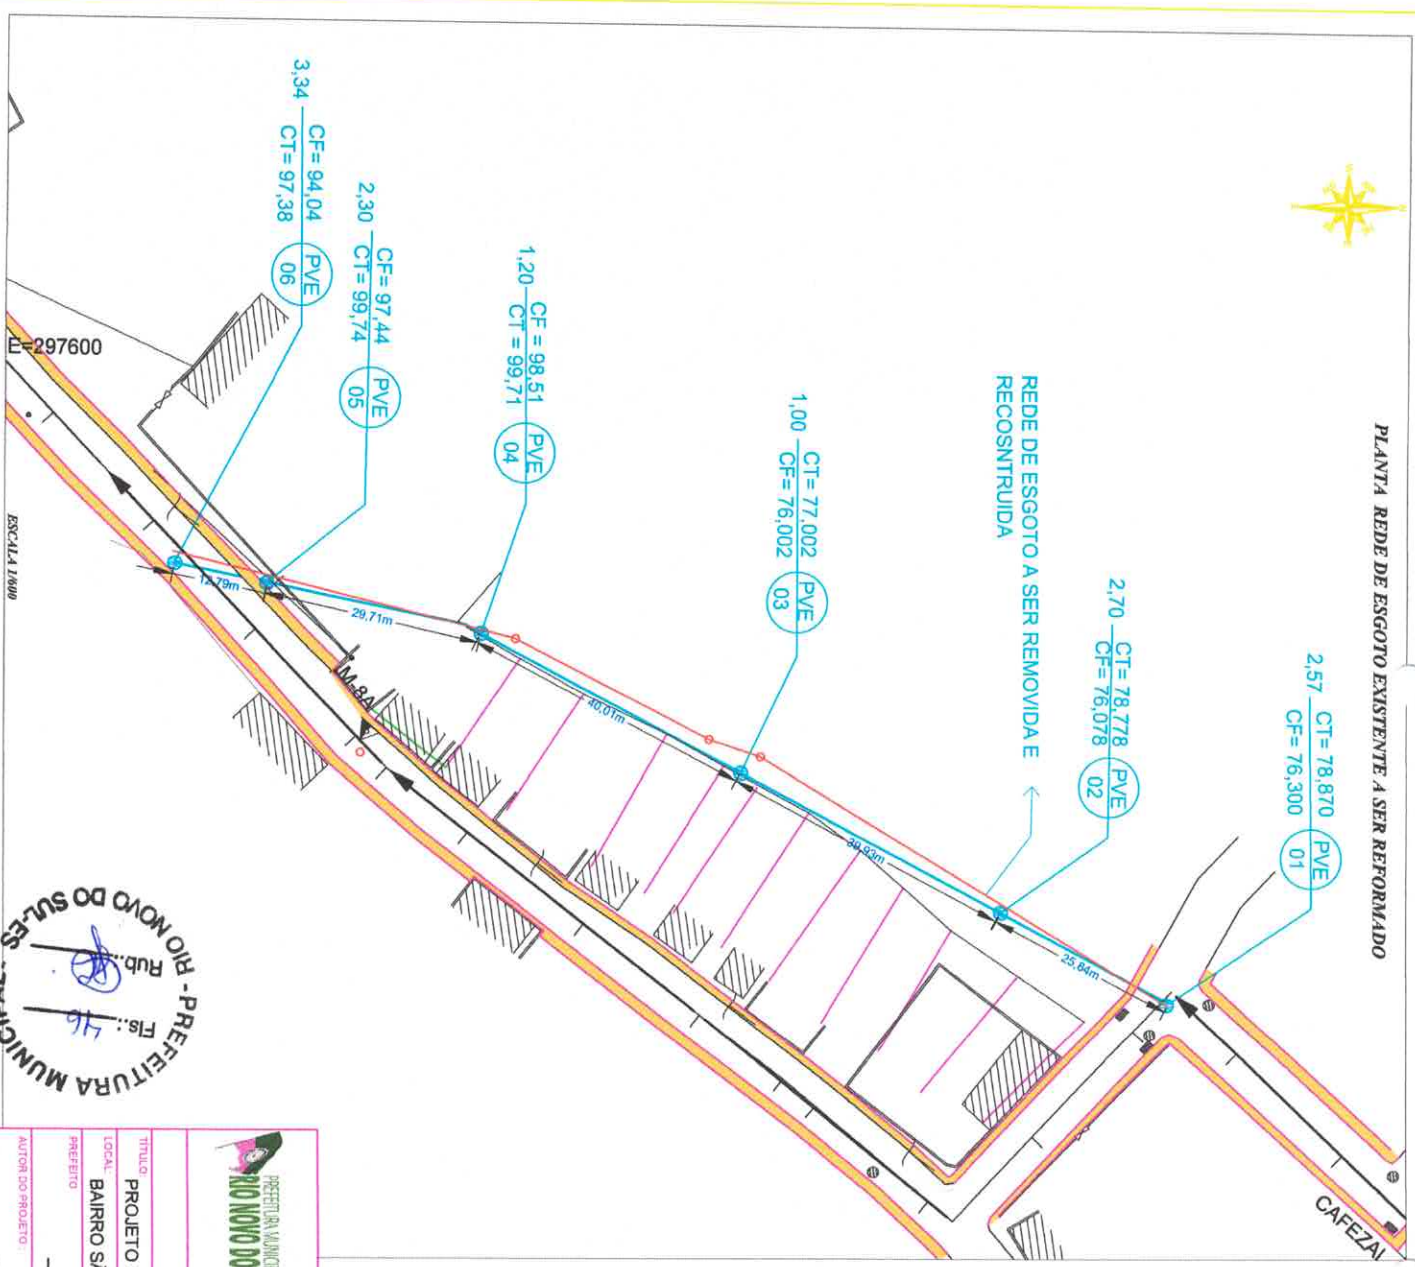 PLANTA REDE DE ESGOTO EXISTENTE A SER REFORMADO
2,57
CT= 78,870
CF= 76,300
PVE
01
2,70
CT= 78,778
CF= 76,078
PVE
02
REDE DE ESGOTO A SER REMOVIDA E
RECOSNTRUIDA
1,00
CT= 77,002
CF= 76,002
PVE
03
1,20
CF = 98,51
CT = 99,71
PVE
04
2,30
CF= 97,44
CT= 99,74
PVE
05
3,34
CF= 94,04
CT= 97,38
PVE
06
25,84m
39,93m
40,01m
29,71m
12,79m
M-8A
E=297600
CAFEZAL
ESCALA 1/600
PREFEITURA MUNICI
RIO NOVO DO
TITULO:
PROJETO
LOCAL:
BAIRRO SA
PREFEITO
AUTOR DO PROJETO:
RIO NOVO DO SUL-ES
PREFEITURA MUNICIPAL
Fls.: 46
Rub.: